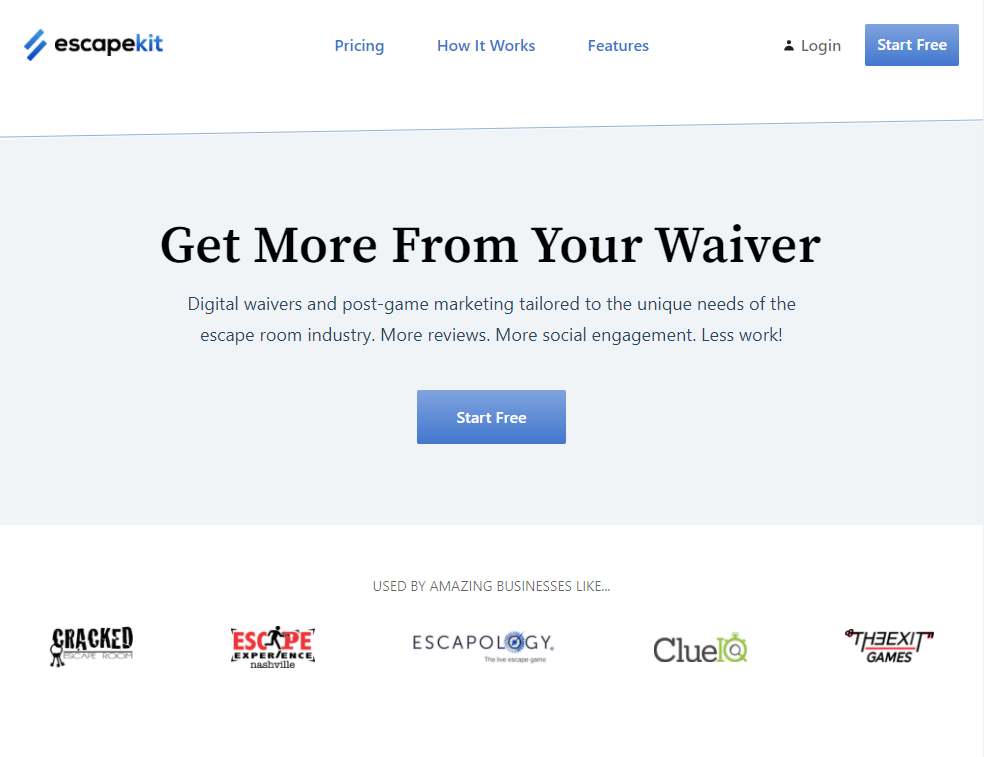 escapekit
Pricing
How It Works
Features
Login
Start Free
Get More From Your Waiver
Digital waivers and post-game marketing tailored to the unique needs of the
escape room industry. More reviews. More social engagement. Less work!
Start Free
USED BY AMAZING BUSINESSES LIKE...
CRACKED
ESCAPE ROOM
ESCAPE
EXPERIENCE
nashville
ESCAPOLOGY
The live escape game
ClueIQ
"TH3EXIT"
GAMES